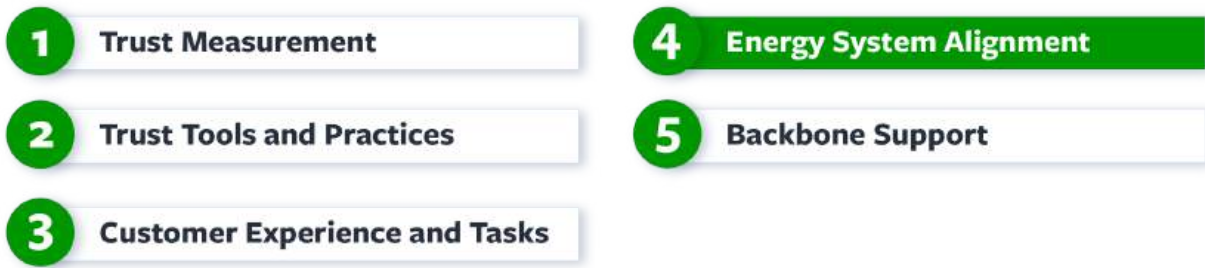 1 Trust Measurement
2 Trust Tools and Practices
3 Customer Experience and Tasks
4 Energy System Alignment
5 Backbone Support